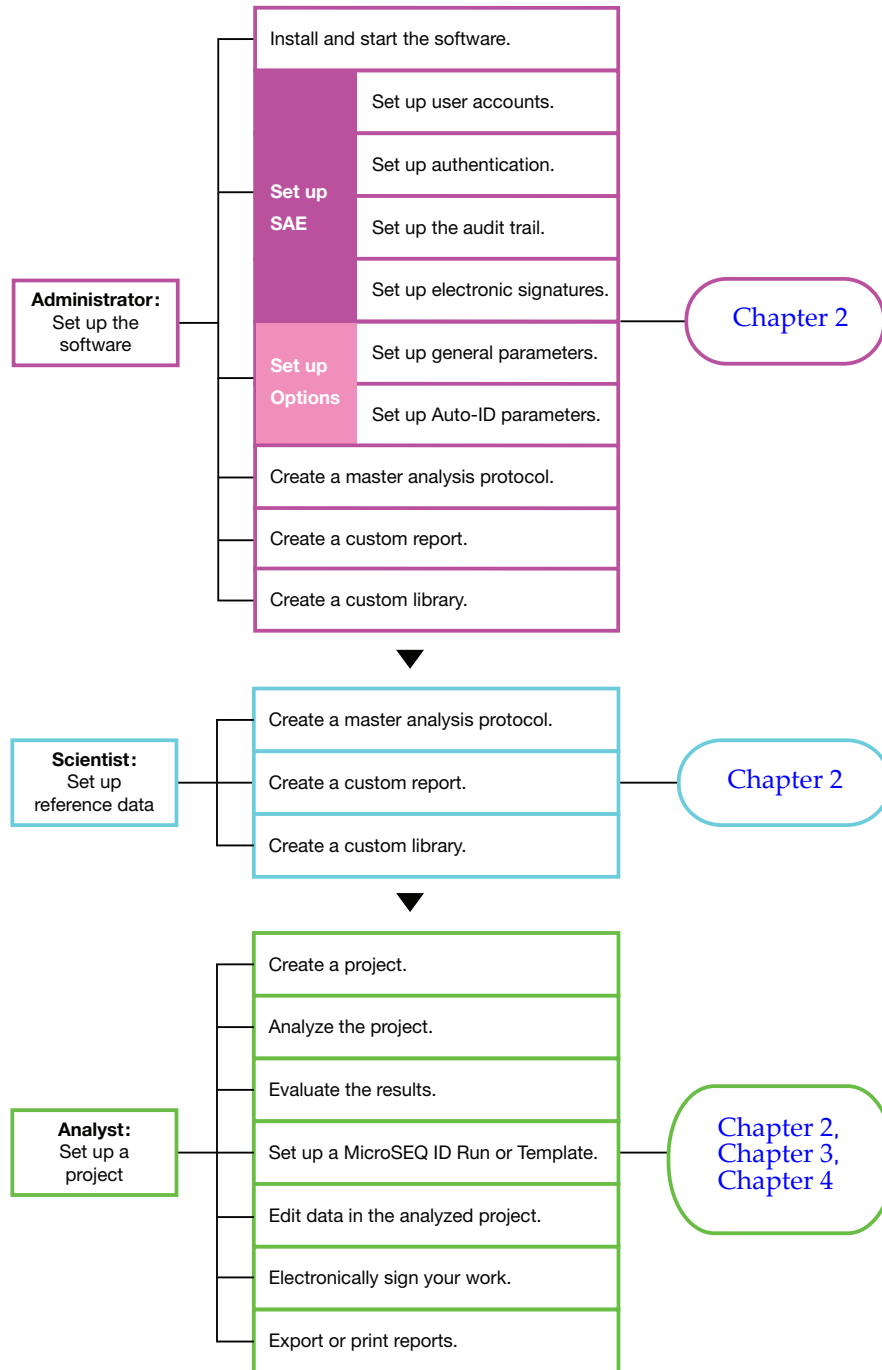 Install and start the software.
Set up
SAE
Set up user accounts.
Set up authentication.
Set up the audit trail.
Set up electronic signatures.
Administrator:
Set up the
software
Chapter 2
Set up
Options
Set up general parameters.
Set up Auto-ID parameters.
Create a master analysis protocol.
Create a custom report.
Create a custom library.
Scientist:
Set up
reference data
Create a master analysis protocol.
Create a custom report.
Create a custom library.
Chapter 2
Analyst:
Set up a
project
Create a project.
Analyze the project.
Evaluate the results.
Set up a MicroSEQ ID Run or Template.
Edit data in the analyzed project.
Electronically sign your work.
Export or print reports.
Chapter 2,
Chapter 3,
Chapter 4